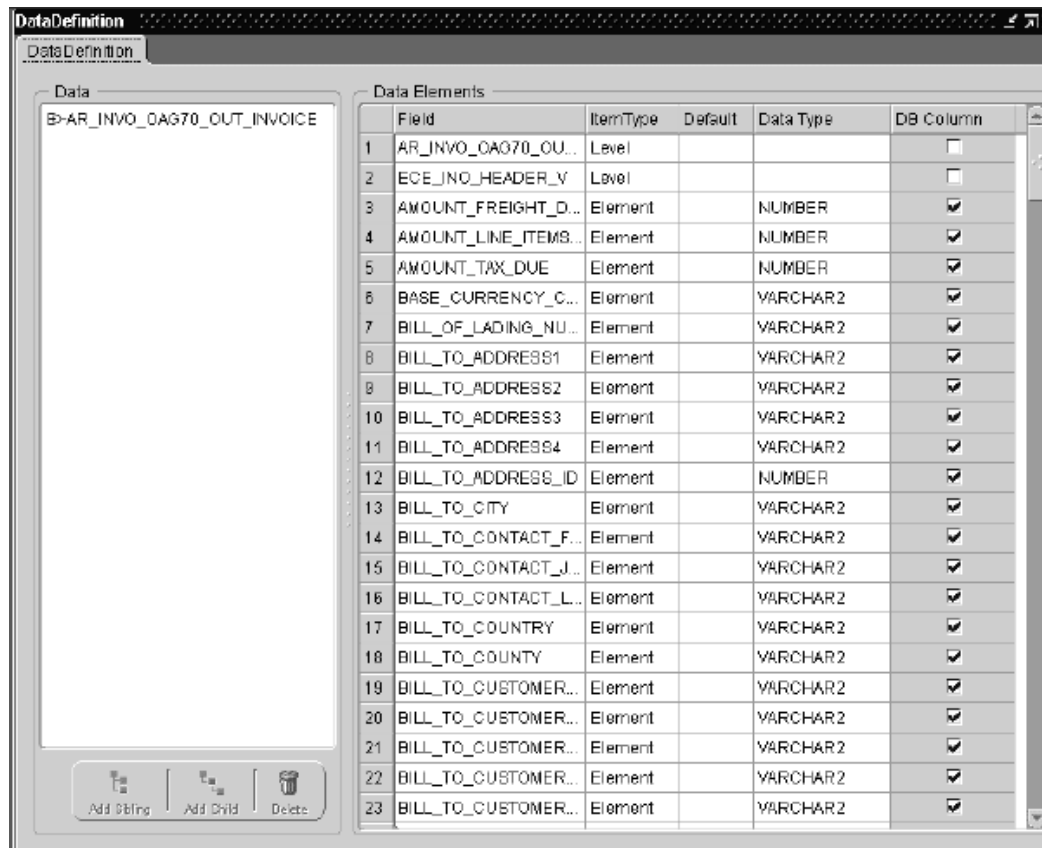 DataDefinition
DataDefinition
Data
Data Elements
AR_INVO_OAG70_OUT_INVOICE
Field ItemType Default Data Type DB Column
1 AR_INVO_OAG70_OU... Level
2 ECE_INO_HEADER_V Level
3 AMOUNT_FREIGHT_D... Element NUMBER
4 AMOUNT_LINE_ITEMS... Element NUMBER
5 AMOUNT_TAX_DUE Element NUMBER
6 BASE_CURRENCY_C... Element VARCHAR2
7 BILL_OF_LADING_NU... Element VARCHAR2
8 BILL_TO_ADDRESS1 Element VARCHAR2
9 BILL_TO_ADDRESS2 Element VARCHAR2
10 BILL_TO_ADDRESS3 Element VARCHAR2
11 BILL_TO_ADDRESS4 Element VARCHAR2
12 BILL_TO_ADDRESS_ID Element NUMBER
13 BILL_TO_CITY Element VARCHAR2
14 BILL_TO_CONTACT_F... Element VARCHAR2
15 BILL_TO_CONTACT_J... Element VARCHAR2
16 BILL_TO_CONTACT_L... Element VARCHAR2
17 BILL_TO_COUNTRY Element VARCHAR2
18 BILL_TO_COUNTY Element VARCHAR2
19 BILL_TO_CUSTOMER... Element VARCHAR2
20 BILL_TO_CUSTOMER... Element VARCHAR2
21 BILL_TO_CUSTOMER... Element VARCHAR2
22 BILL_TO_CUSTOMER... Element VARCHAR2
23 BILL_TO_CUSTOMER... Element VARCHAR2
Add Sibling Add Child Delete